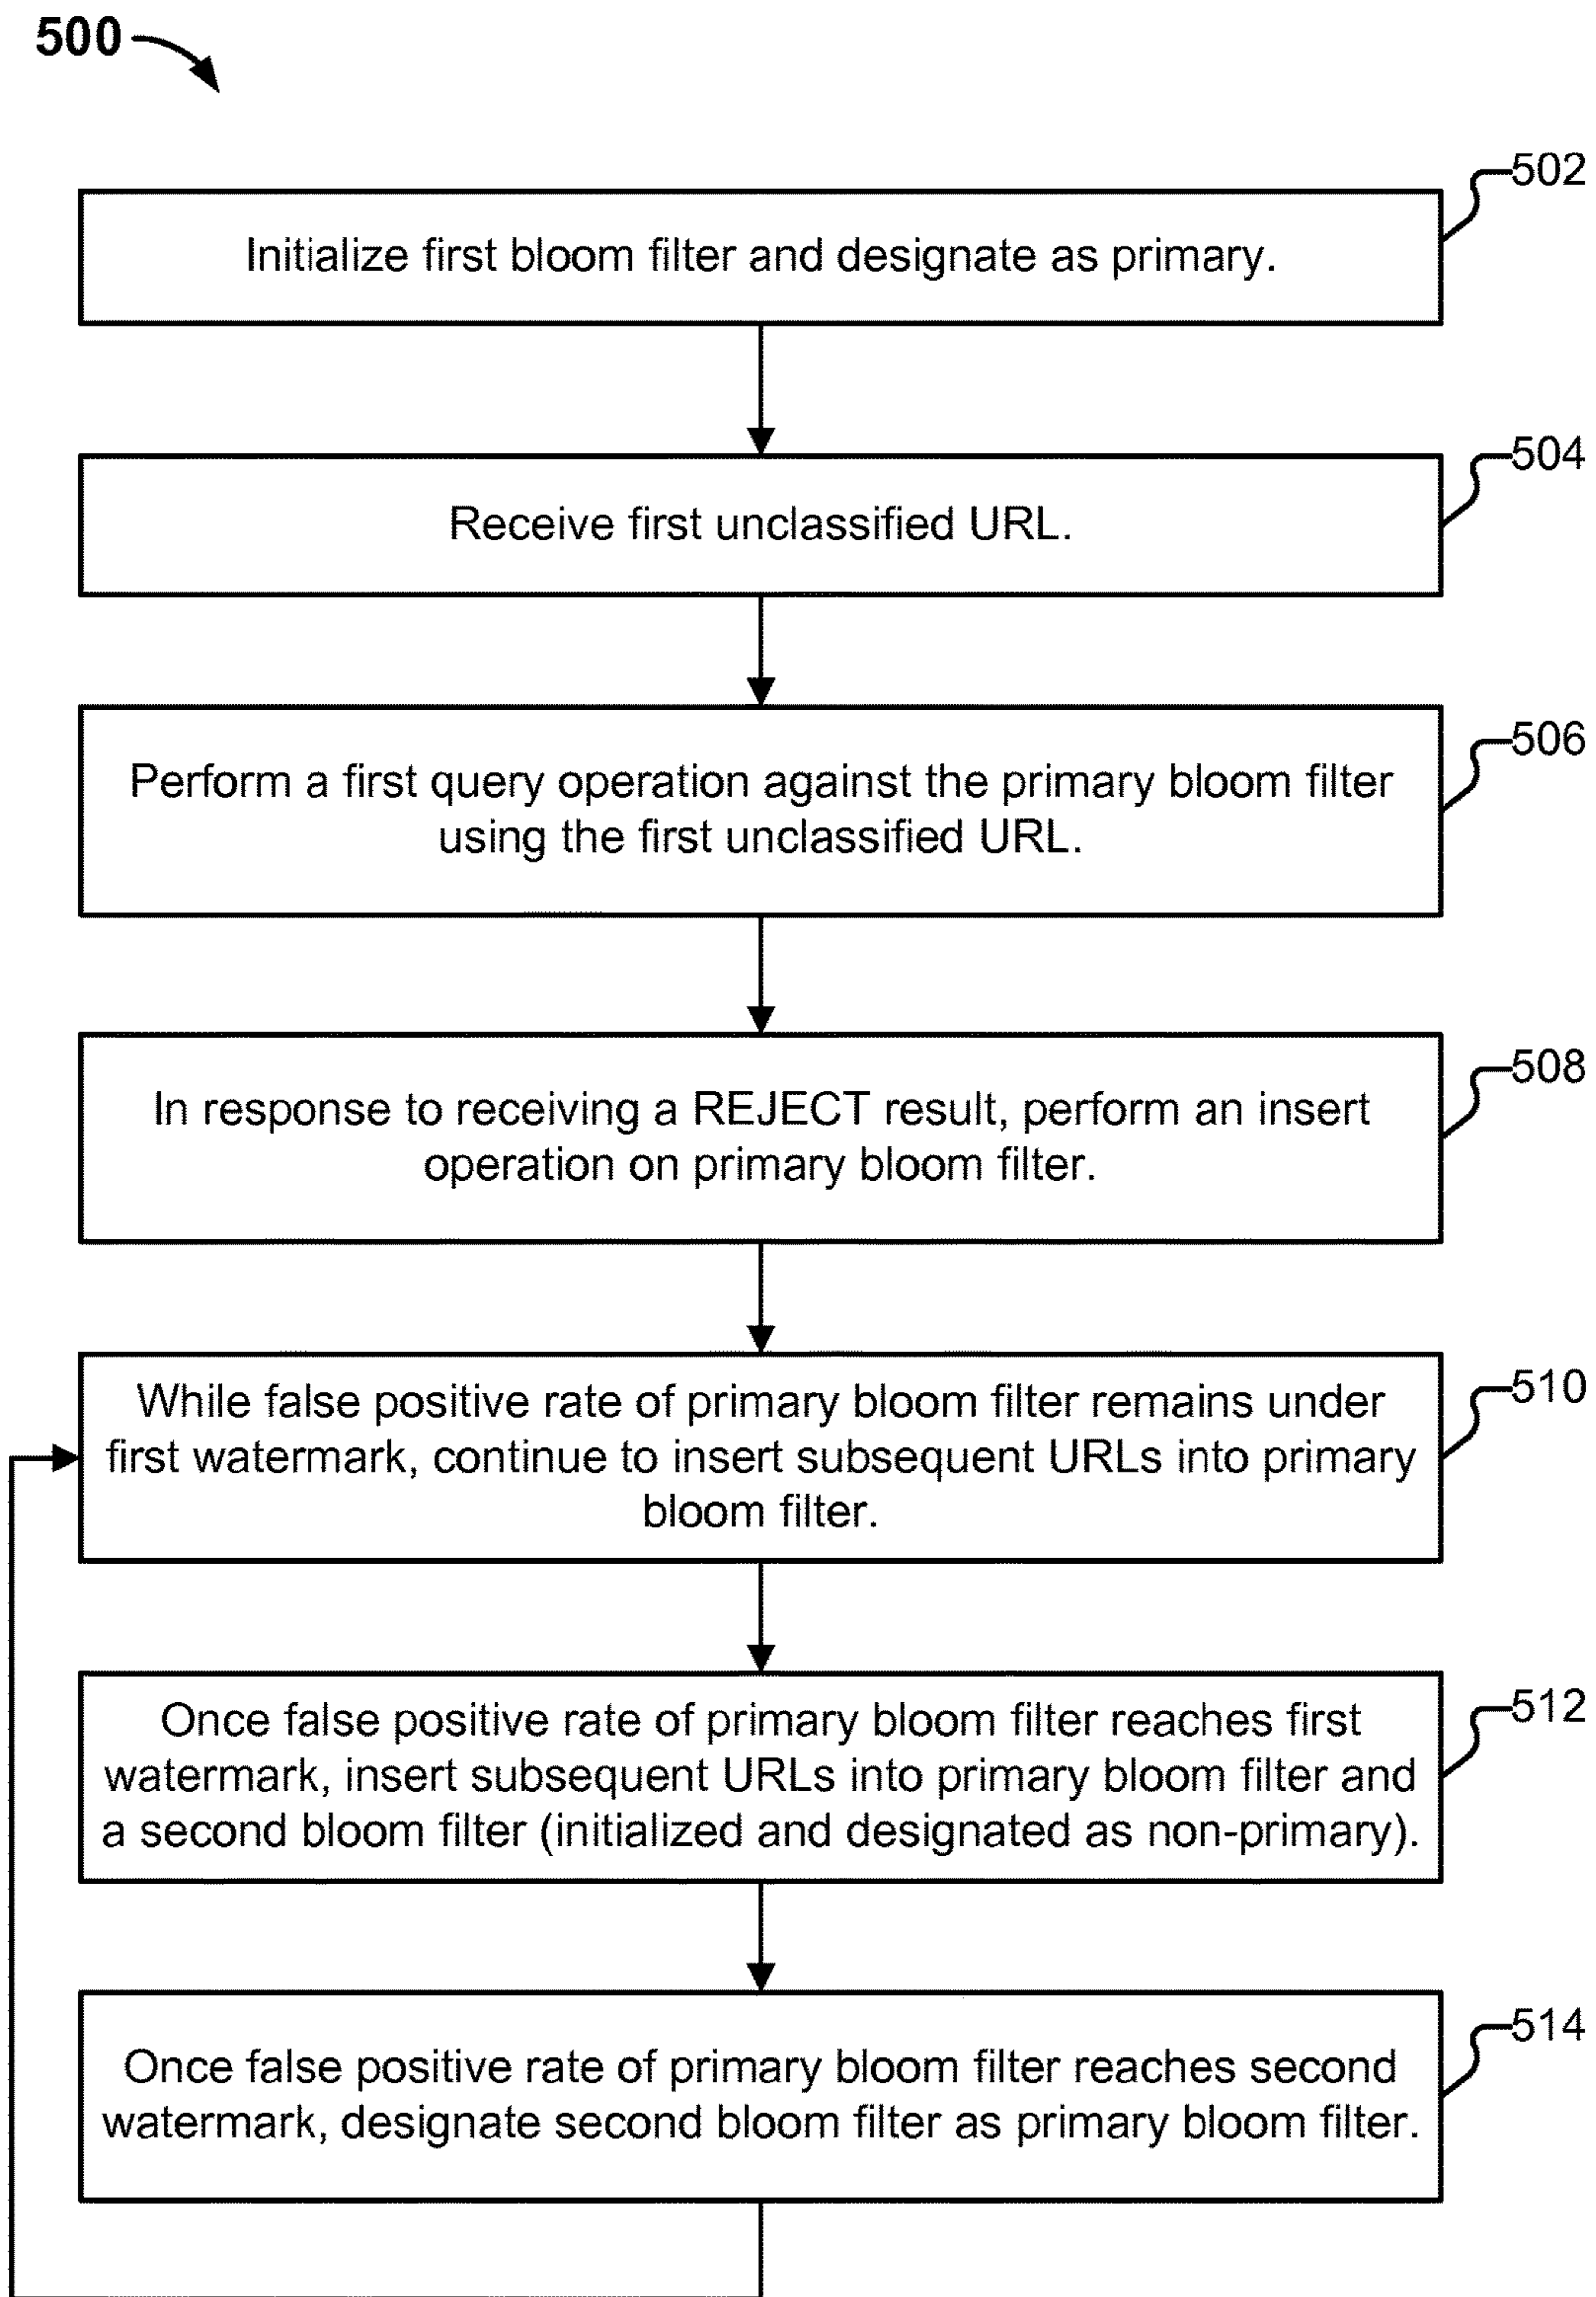 500
502
Initialize first bloom filter and designate as primary.
504
Receive first unclassified URL.
506
Perform a first query operation against the primary bloom filter
using the first unclassified URL.
508
In response to receiving a REJECT result, perform an insert
operation on primary bloom filter.
510
While false positive rate of primary bloom filter remains under
first watermark, continue to insert subsequent URLs into primary
bloom filter.
512
Once false positive rate of primary bloom filter reaches first
watermark, insert subsequent URLs into primary bloom filter and
a second bloom filter (initialized and designated as non-primary).
514
Once false positive rate of primary bloom filter reaches second
watermark, designate second bloom filter as primary bloom filter.